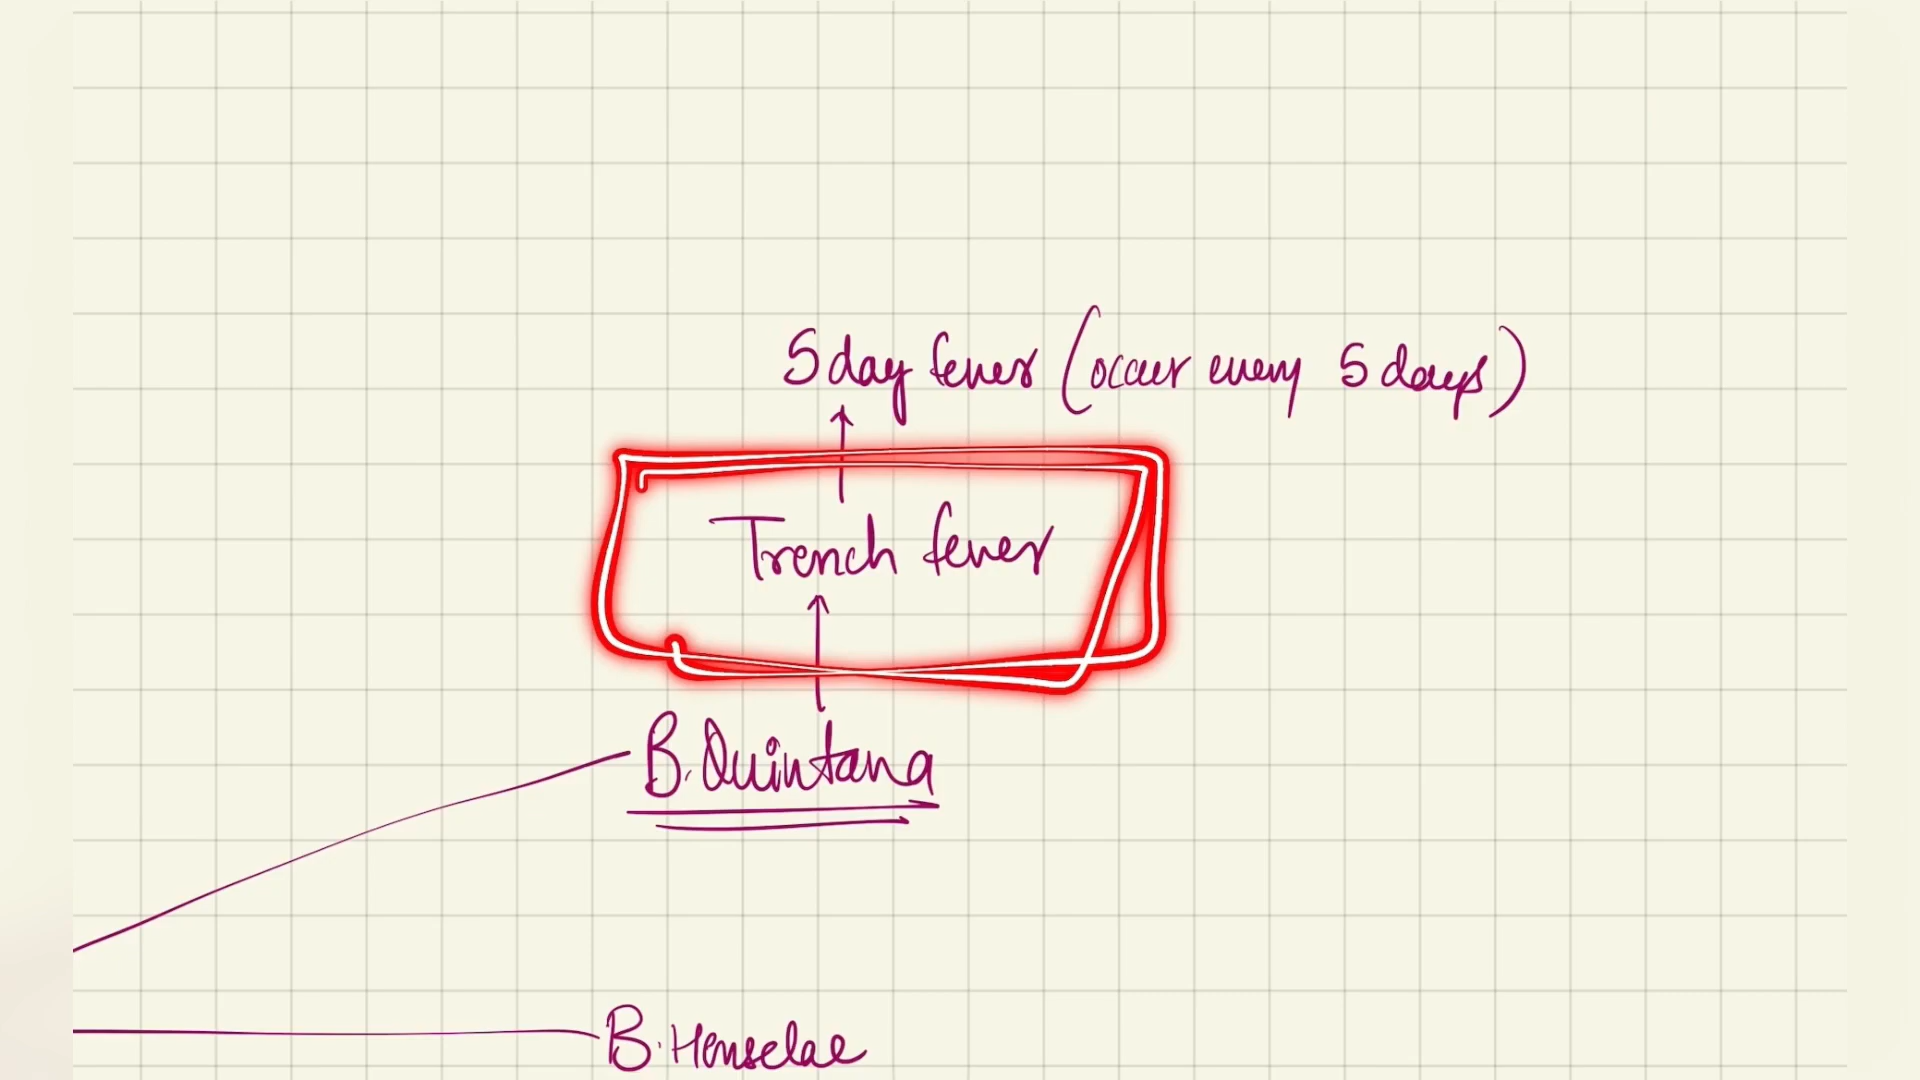 5 day fever (occur every 5 days)
Trench fever
B. Quintana
B. Henselae